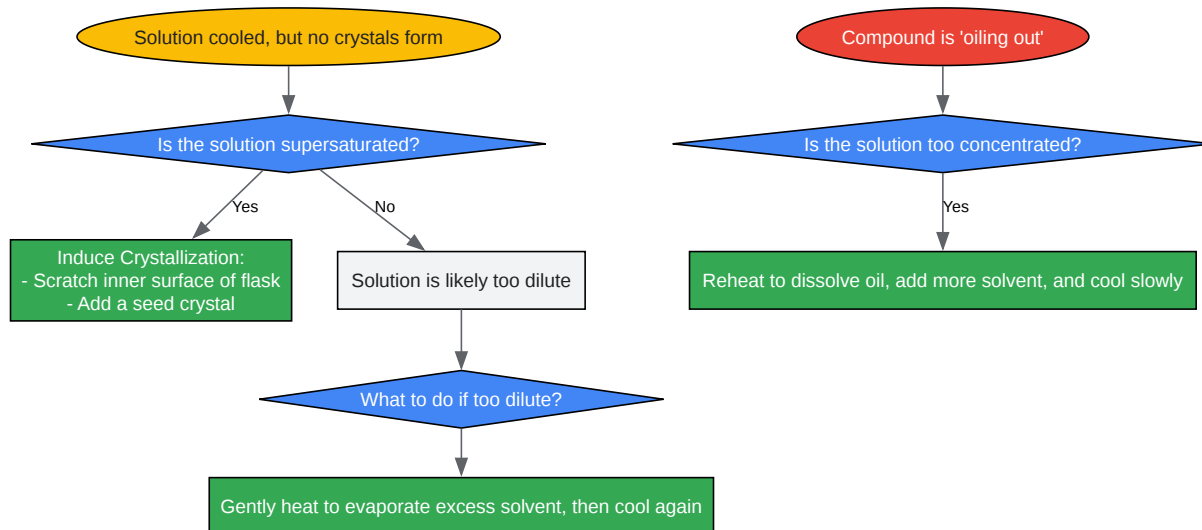 Solution cooled, but no crystals form
Is the solution supersaturated?
Yes
No
Induce Crystallization:
- Scratch inner surface of flask
- Add a seed crystal
Solution is likely too dilute
What to do if too dilute?
Gently heat to evaporate excess solvent, then cool again
Compound is 'oiling out'
Is the solution too concentrated?
Yes
Reheat to dissolve oil, add more solvent, and cool slowly